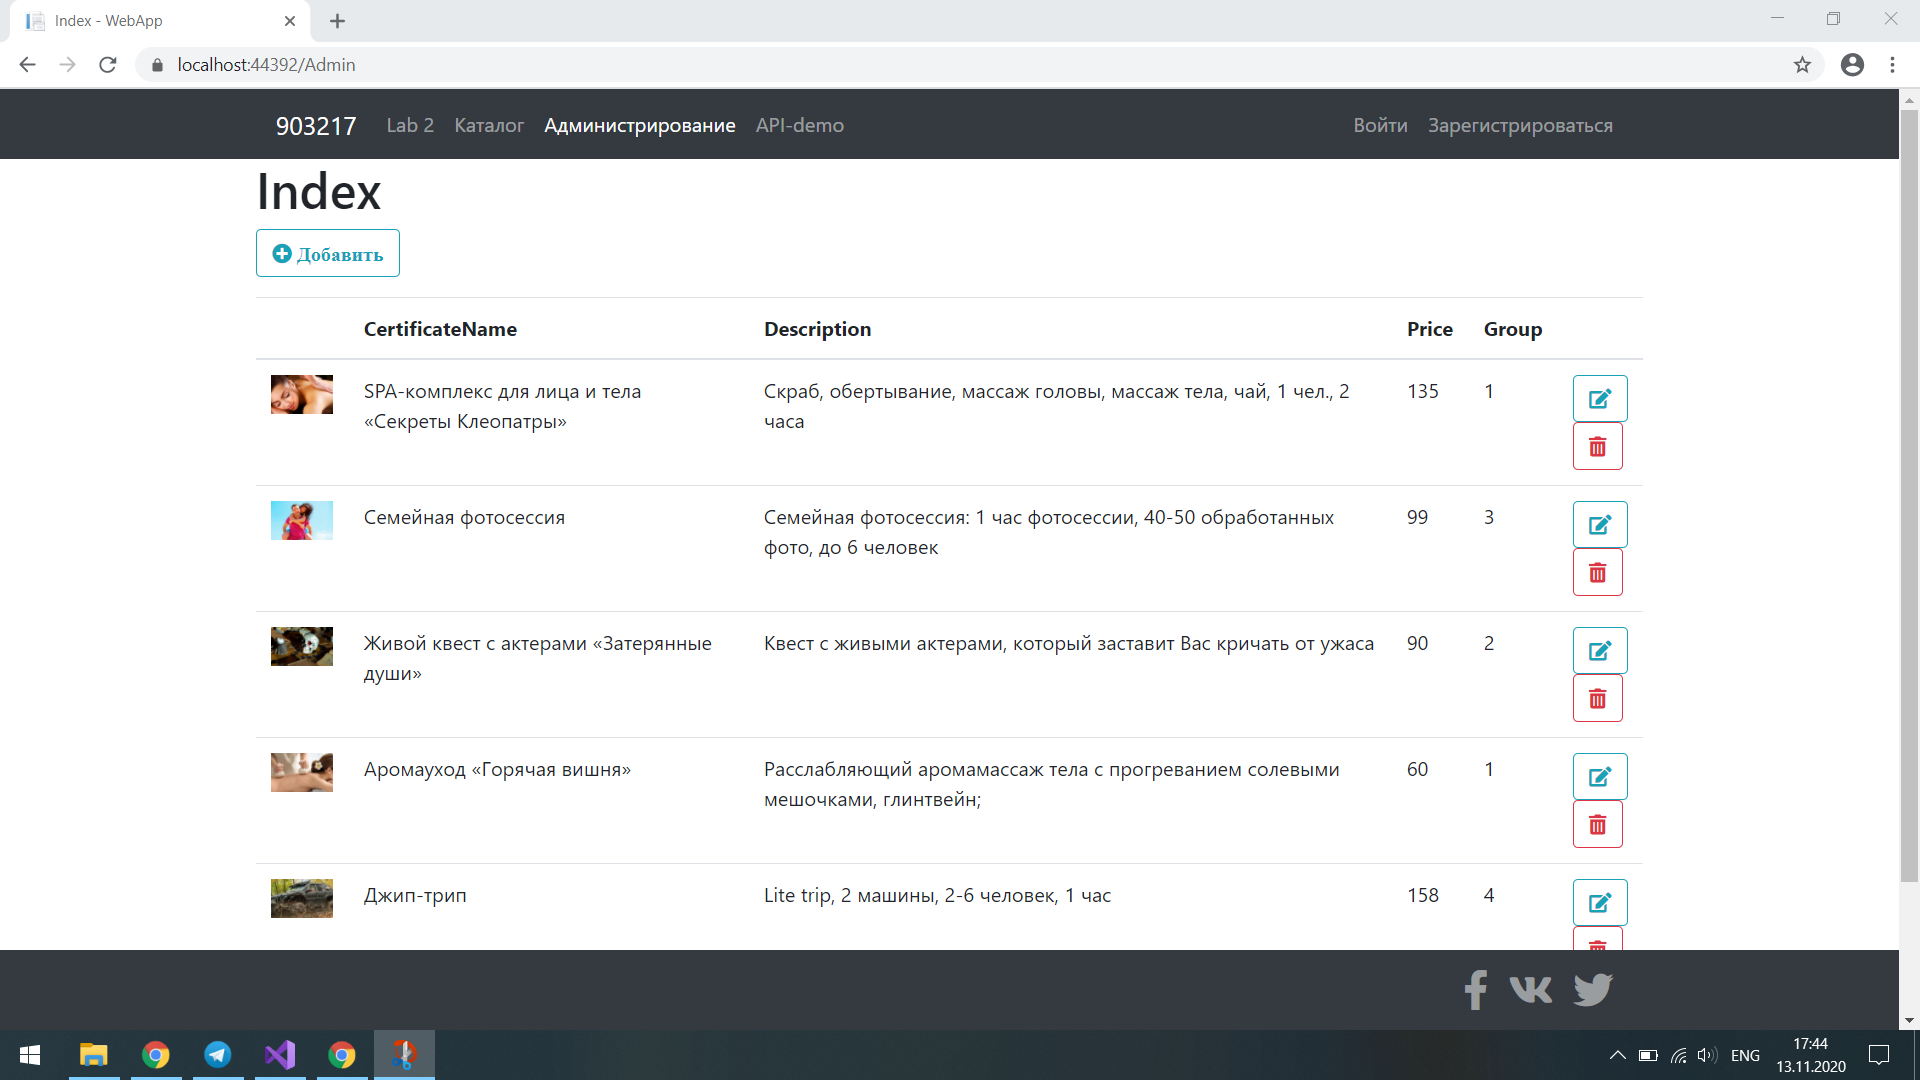 Index - WebApp
localhost:44392/Admin
903217 Lab 2 Каталог Администрирование API-demo Войти Зарегистрироваться
Index
Добавить
CertificateName Description Price Group
SPA-комплекс для лица и тела Скраб, обертывание, массаж головы, массаж тела, чай, 1 чел., 2 135 1
«Секреты Клеопатры» часа
Семейная фотосессия Семейная фотосессия: 1 час фотосессии, 40-50 обработанных 99 3
фото, до 6 человек
Живой квест с актерами «Затерянные Квест с живыми актерами, который заставит Вас кричать от ужаса 90 2
души»
Аромауход «Горячая вишня» Расслабляющий аромамассаж тела с прогреванием солевыми 60 1
мешочками, глинтвейн;
Джип-трип Lite trip, 2 машины, 2-6 человек, 1 час 158 4
17:44
ENG
13.11.2020